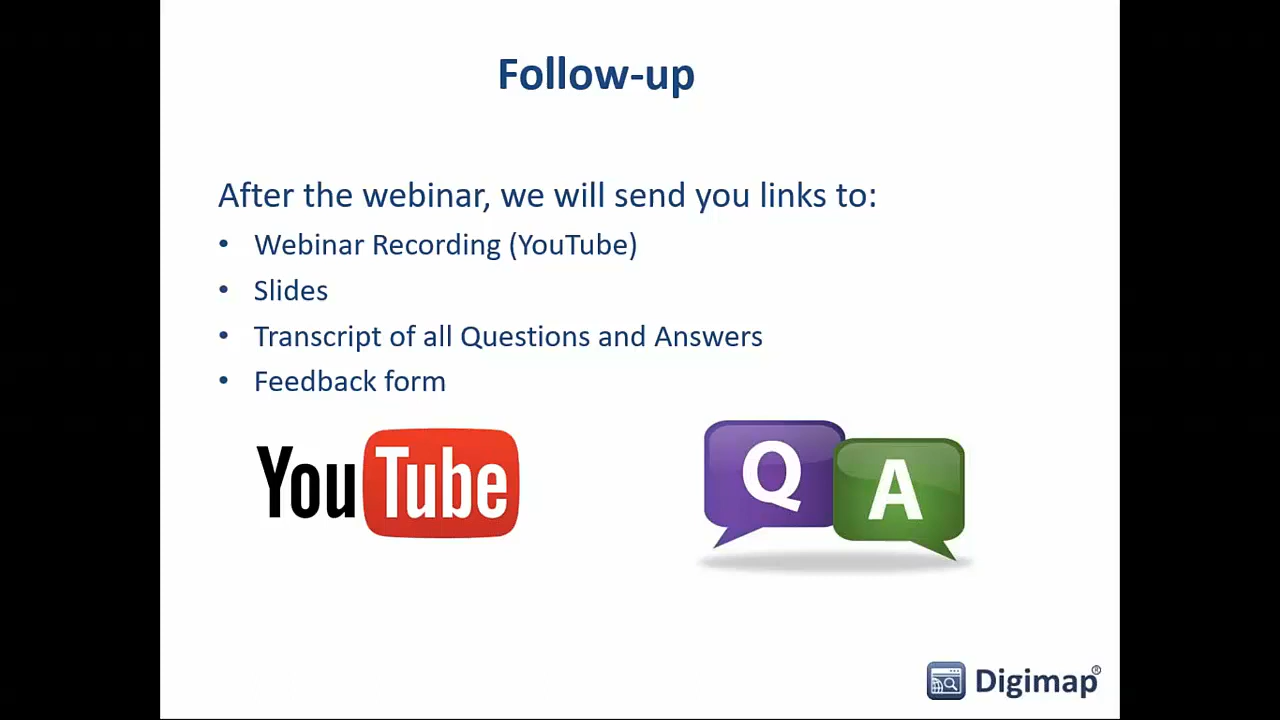 Follow-up
After the webinar, we will send you links to:
• Webinar Recording (YouTube)
• Slides
• Transcript of all Questions and Answers
• Feedback form
YouTube
Q A
Digimap®